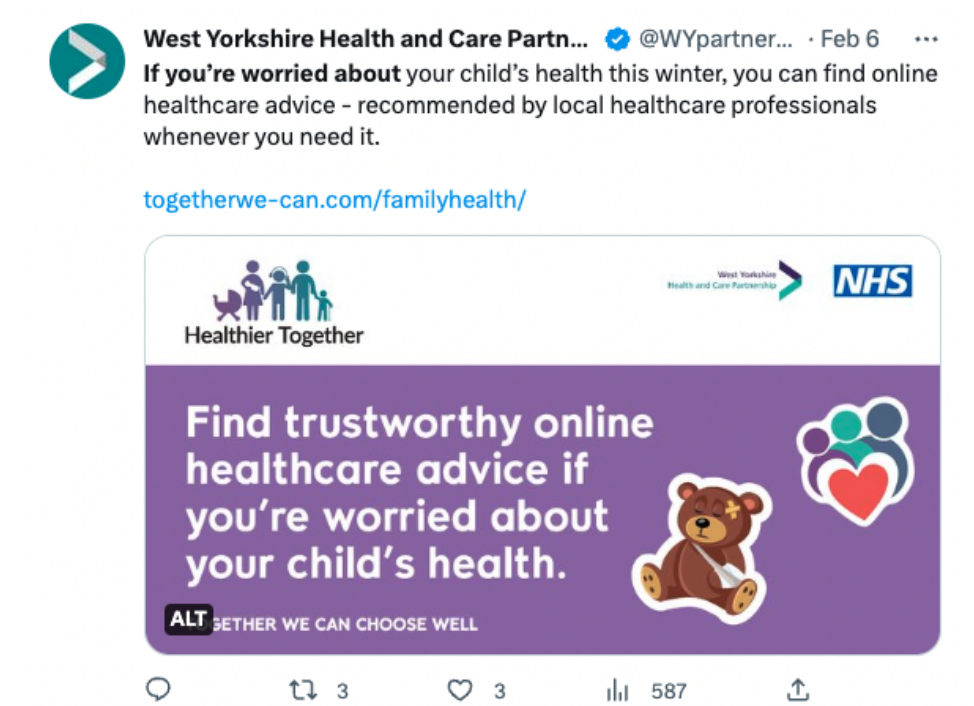 West Yorkshire Health and Care Partn... @WYpartner... · Feb 6 ...
If you're worried about your child's health this winter, you can find online
healthcare advice - recommended by local healthcare professionals
whenever you need it.
togetherwe-can.com/familyhealth/
Healthier Together
West Yorkshire
Health and Care Partnership
NHS
Find trustworthy online
healthcare advice if
you're worried about
your child's health.
ALT
GETHER WE CAN CHOOSE WELL
3 3 587